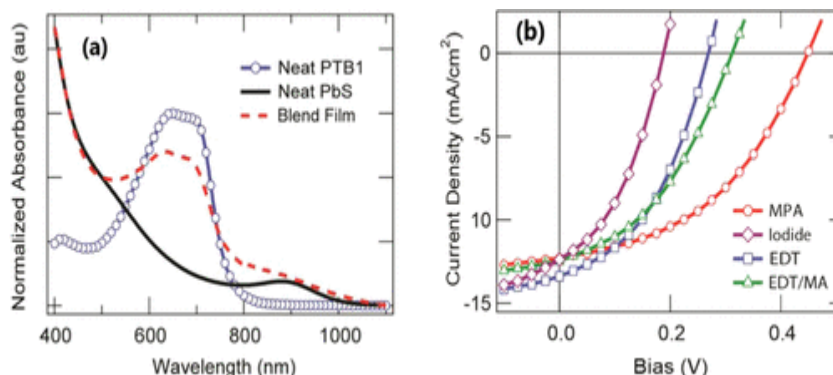 (a)
Normalized Absorbance (au)
Neat PTB1
Neat PbS
Blend Film
400 600 800 1000
Wavelength (nm)
(b)
Current Density (mA/cm²)
0
-5
10
-15
MPA
Iodide
EDT
EDT/MA
0.0 0.2 0.4
Bias (V)